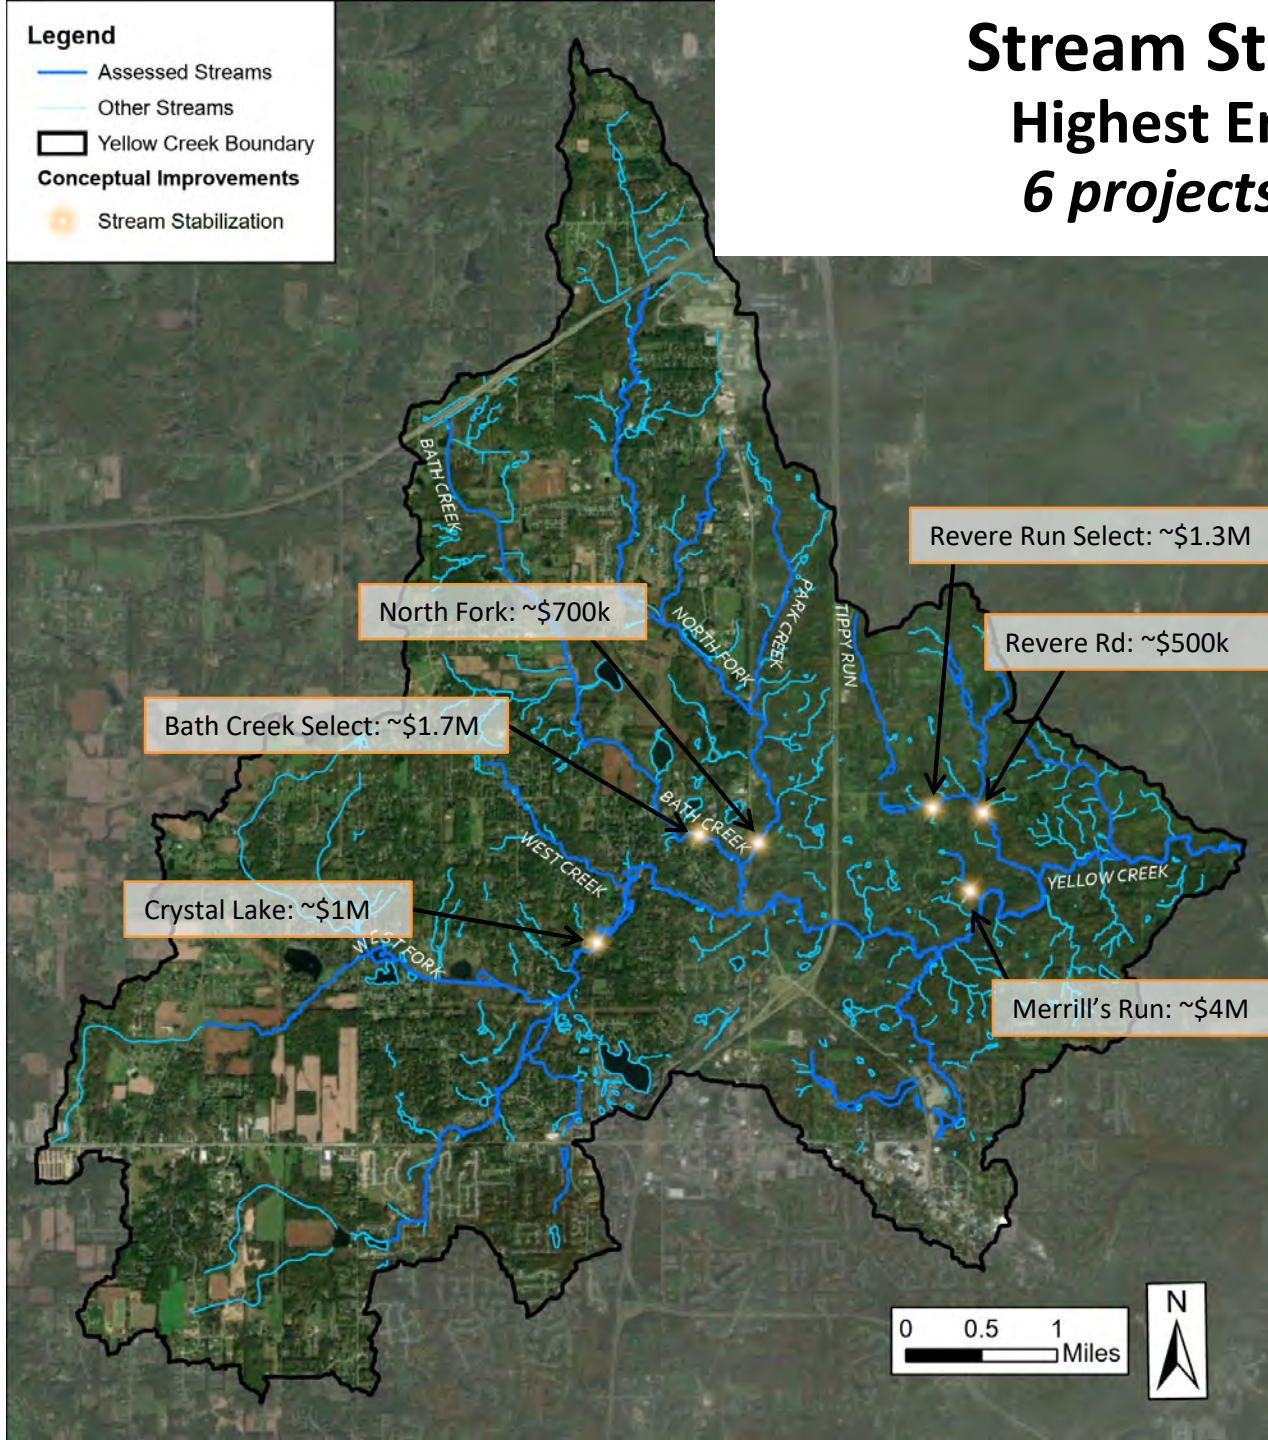 Legend
Assessed Streams
Other Streams
Yellow Creek Boundary
Conceptual Improvements
Stream Stabilization
Stream St
Highest Er
6 projects
BATH CREEK
Revere Run Select: ~$1.3M
North Fork: ~$700k
NORTH FORK
PARK CREEK
TIPPY RUN
Revere Rd: ~$500k
Bath Creek Select: ~$1.7M
BATH CREEK
WEST CREEK
YELLOW CREEK
Crystal Lake: ~$1M
WEST FORK
Merrill’s Run: ~$4M
0 0.5 1
Miles
N